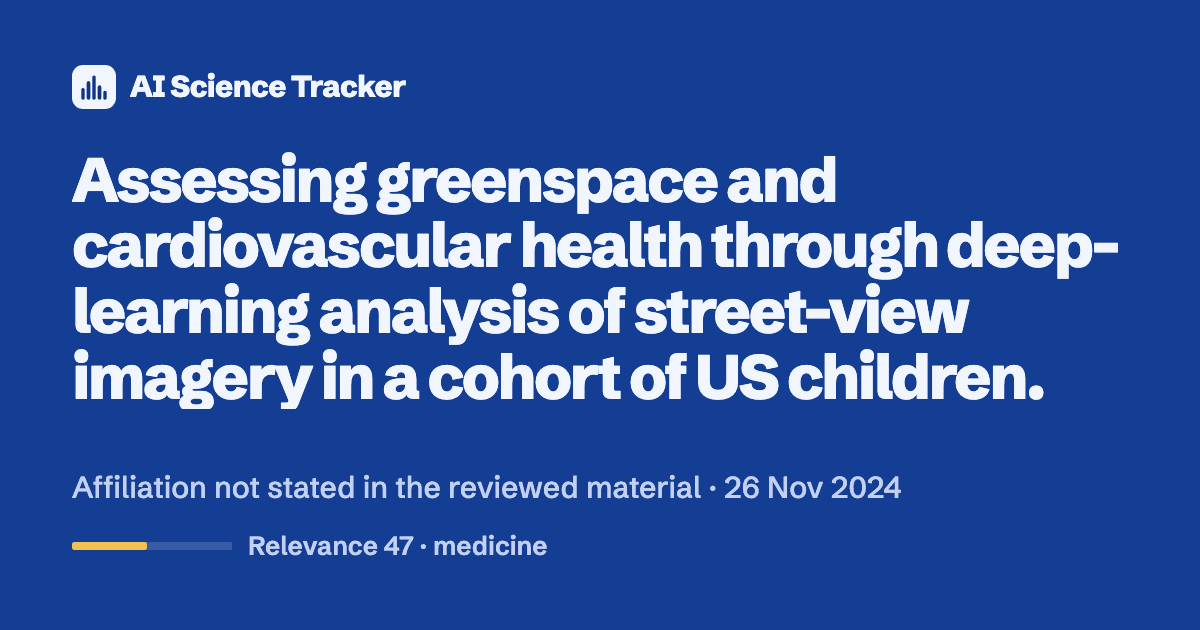 AI Science Tracker
Assessing greenspace and
cardiovascular health through deep-
learning analysis of street-view
imagery in a cohort of US children.
Affiliation not stated in the reviewed material · 26 Nov 2024
Relevance 47 · medicine